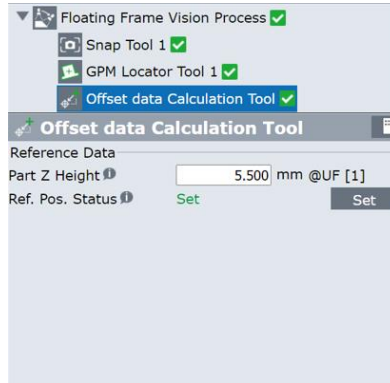 Floating Frame Vision Process
Snap Tool 1
GPM Locator Tool 1
Offset data Calculation Tool
Offset data Calculation Tool
Reference Data
Part Z Height 5.500 mm @UF [1]
Ref. Pos. Status Set Set